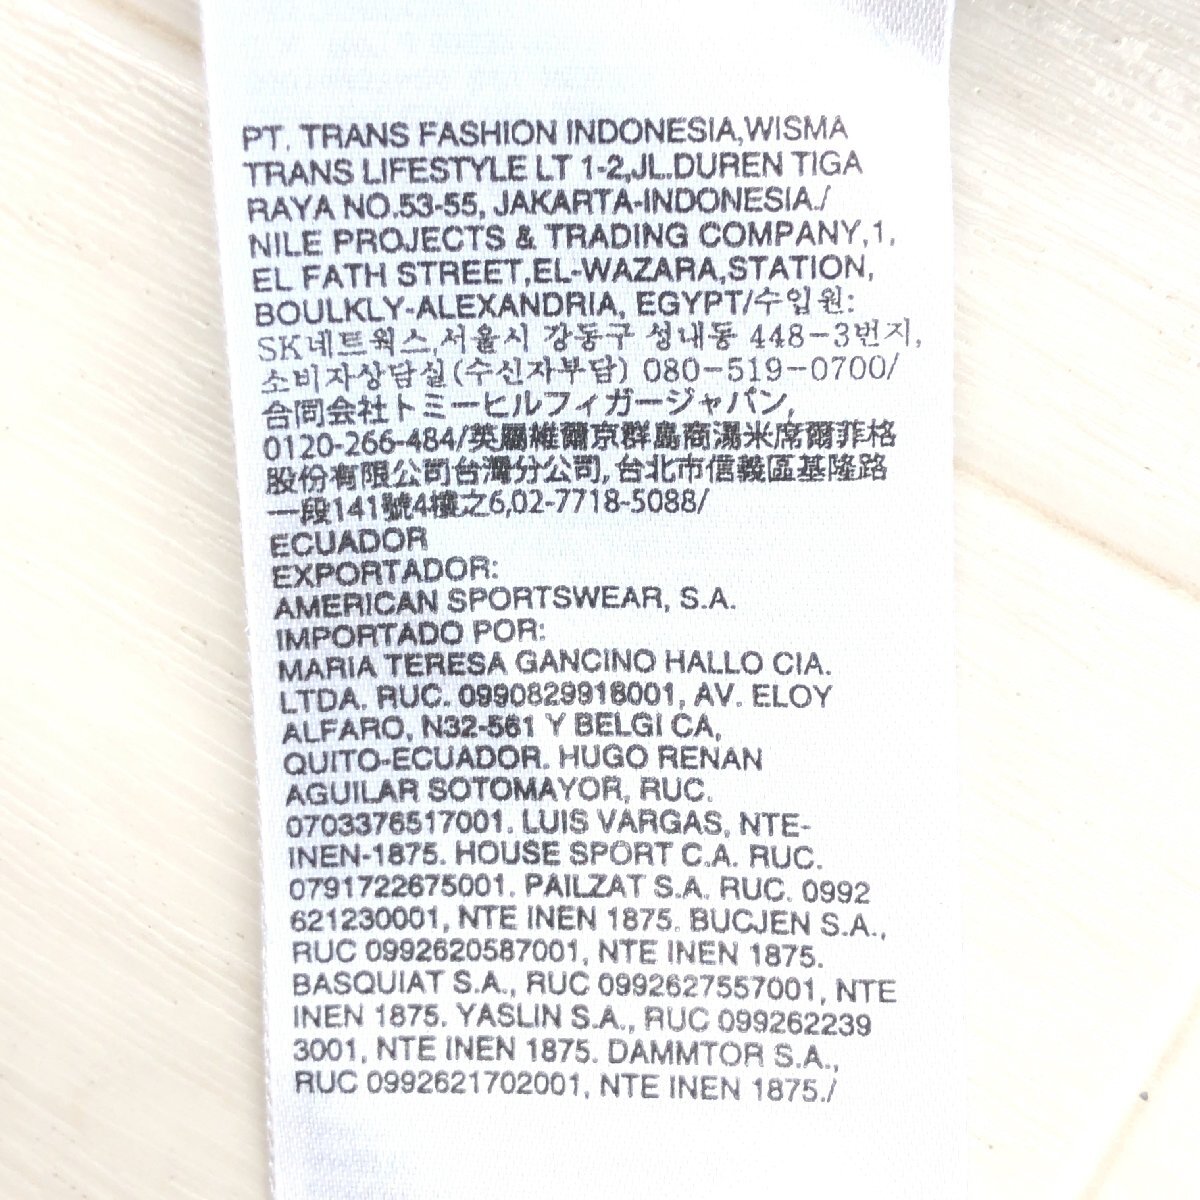 PT. TRANS FASHION INDONESIA,WISMA
TRANS LIFESTYLE LT 1-2,JL.DUREN TIGA
RAYA NO.53-55, JAKARTA-INDONESIA./
NILE PROJECTS & TRADING COMPANY,1,
EL FATH STREET,EL-WAZARA,STATION,
BOULKLY-ALEXANDRIA, EGYPT/수입원:
SK네트웍스,서울시 강동구 성내동 448-3번지,
소비자상담실(수신자부담) 080-519-0700/
合同会社トミーヒルフィガージャパン,
0120-266-484/英屬維爾京群島商湯米席爾菲格
股份有限公司台灣分公司,台北市信義區基隆路
一段141號4樓之6,02-7718-5088/
ECUADOR
EXPORTADOR:
AMERICAN SPORTSWEAR, S.A.
IMPORTADO POR:
MARIA TERESA GANCINO HALLO CIA.
LTDA. RUC. 0990829918001, AV. ELOY
ALFARO, N32-561 Y BELGI CA,
QUITO-ECUADOR. HUGO RENAN
AGUILAR SOTOMAYOR, RUC.
0703376517001. LUIS VARGAS, NTE-
INEN-1875. HOUSE SPORT C.A. RUC.
0791722675001. PAILZAT S.A. RUC. 0992
621230001, NTE INEN 1875. BUCJEN S.A.,
RUC 0992620587001, NTE INEN 1875.
BASQUIAT S.A., RUC 0992627557001, NTE
INEN 1875. YASLIN S.A., RUC 099262239
3001, NTE INEN 1875. DAMMTOR S.A.,
RUC 0992621702001, NTE INEN 1875./